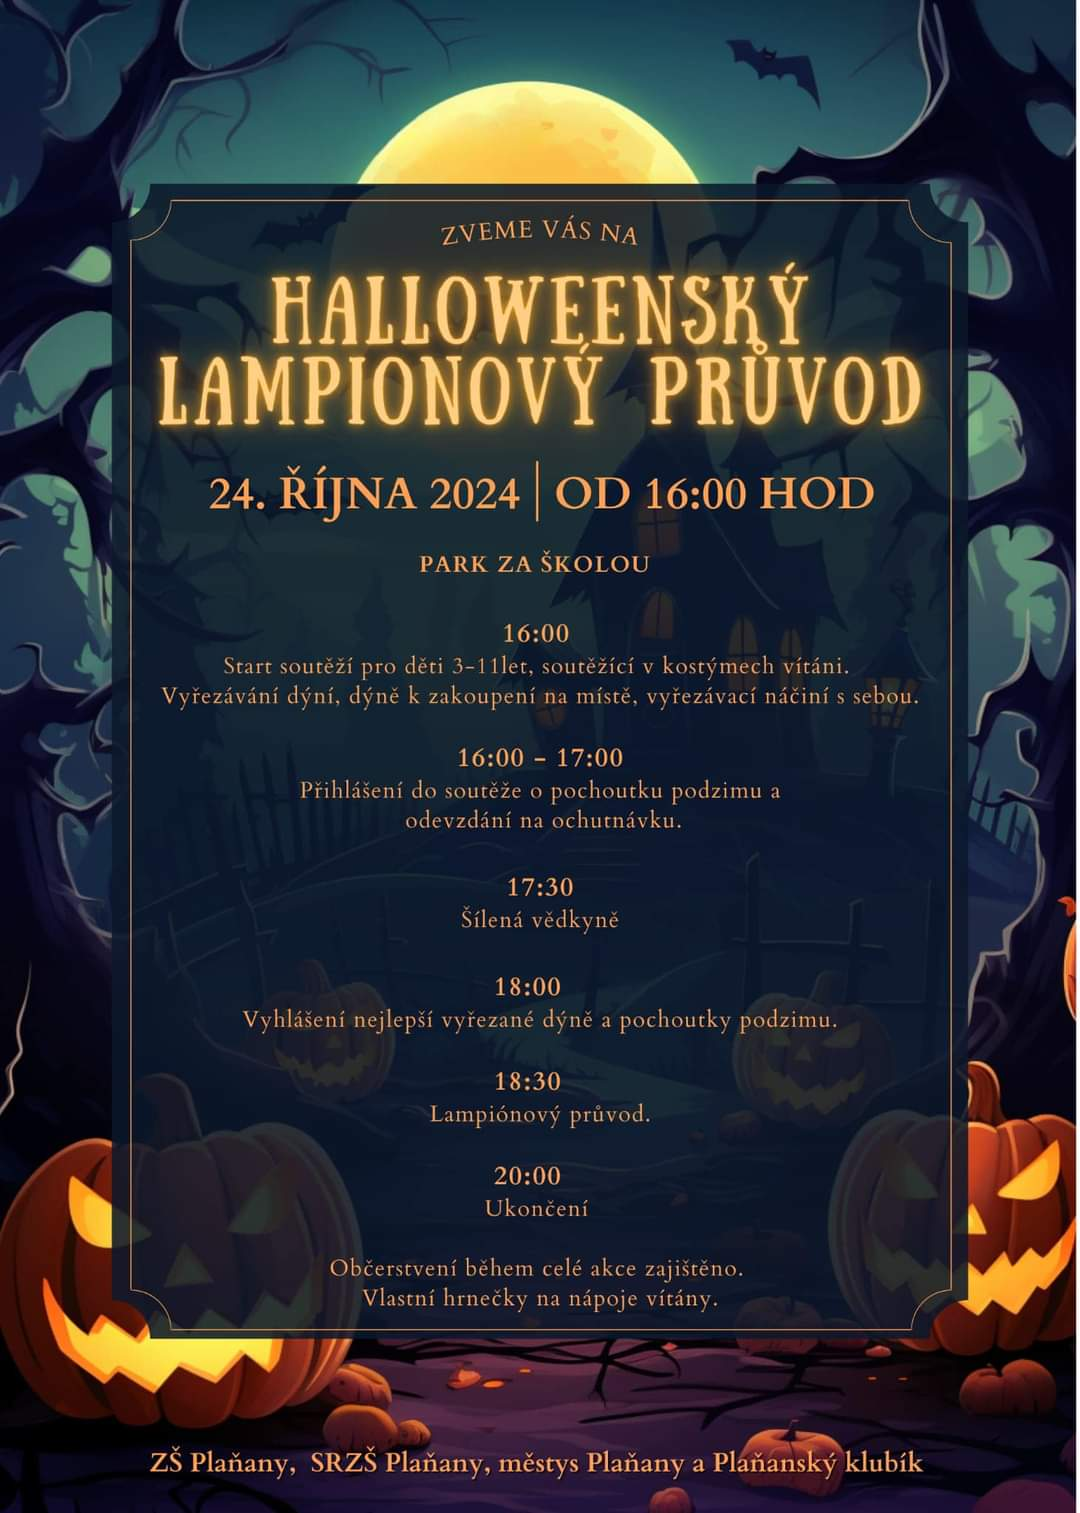 ZVEME VÁS NA
HALLOWEENSKÝ
LAMPIONOVÝ PRŮVOD
24. ŘÍJNA 2024 | OD 16:00 HOD
PARK ZA ŠKOLOU
16:00
Start soutěží pro děti 3-11let, soutěžící v kostýmech vítáni.
Vyřezávání dýní, dýně k zakoupení na místě, vyřezávací náčiní s sebou.
16:00 – 17:00
Přihlášení do soutěže o pochoutku podzimu a
odevzdání na ochutnávku.
17:30
Šílená vědkyně
18:00
Vyhlášení nejlepší vyřezané dýně a pochoutky podzimu.
18:30
Lampiónový průvod.
20:00
Ukončení
Občerstvení během celé akce zajištěno.
Vlastní hrnečky na nápoje vítány.
ZŠ Plaňany, SRZŠ Plaňany, městys Plaňany a Plaňanský klubík